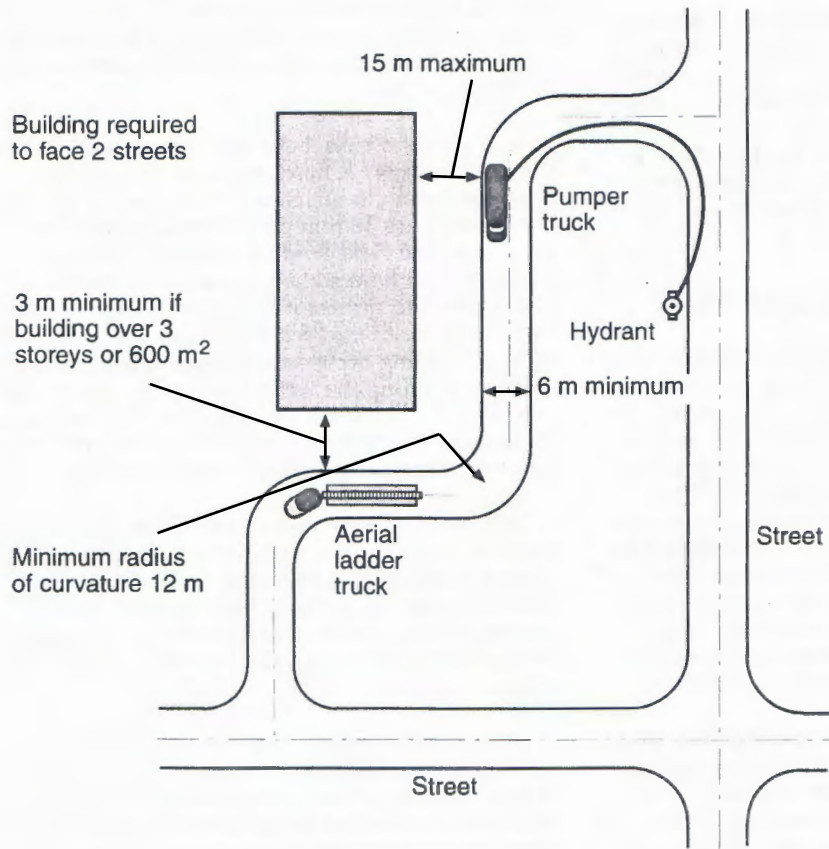 15 m maximum
Building required
to face 2 streets
Pumper
truck
3 m minimum if
building over 3
storeys or 600 m²
Hydrant
6 m minimum
Minimum radius
of curvature 12 m
Aerial
ladder
truck
Street
Street